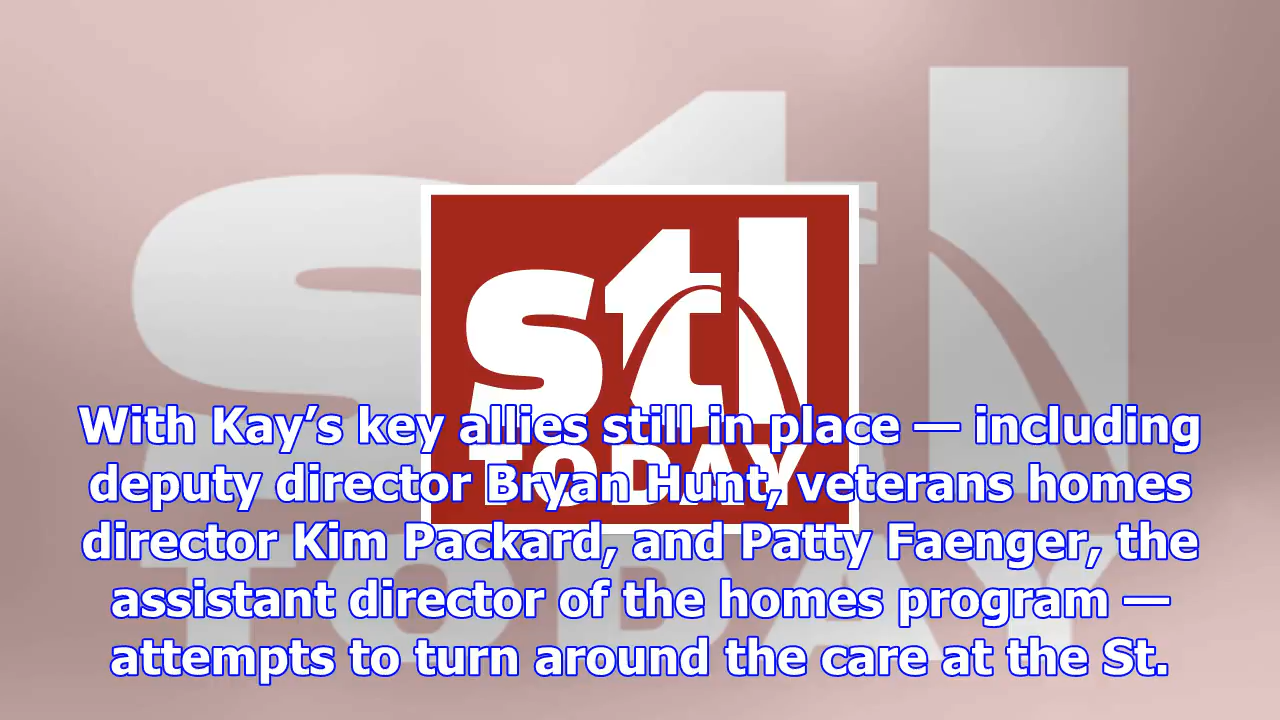 stl
TODAY
With Kay’s key allies still in place — including
deputy director Bryan Hunt, veterans homes
director Kim Packard, and Patty Faenger, the
assistant director of the homes program —
attempts to turn around the care at the St.